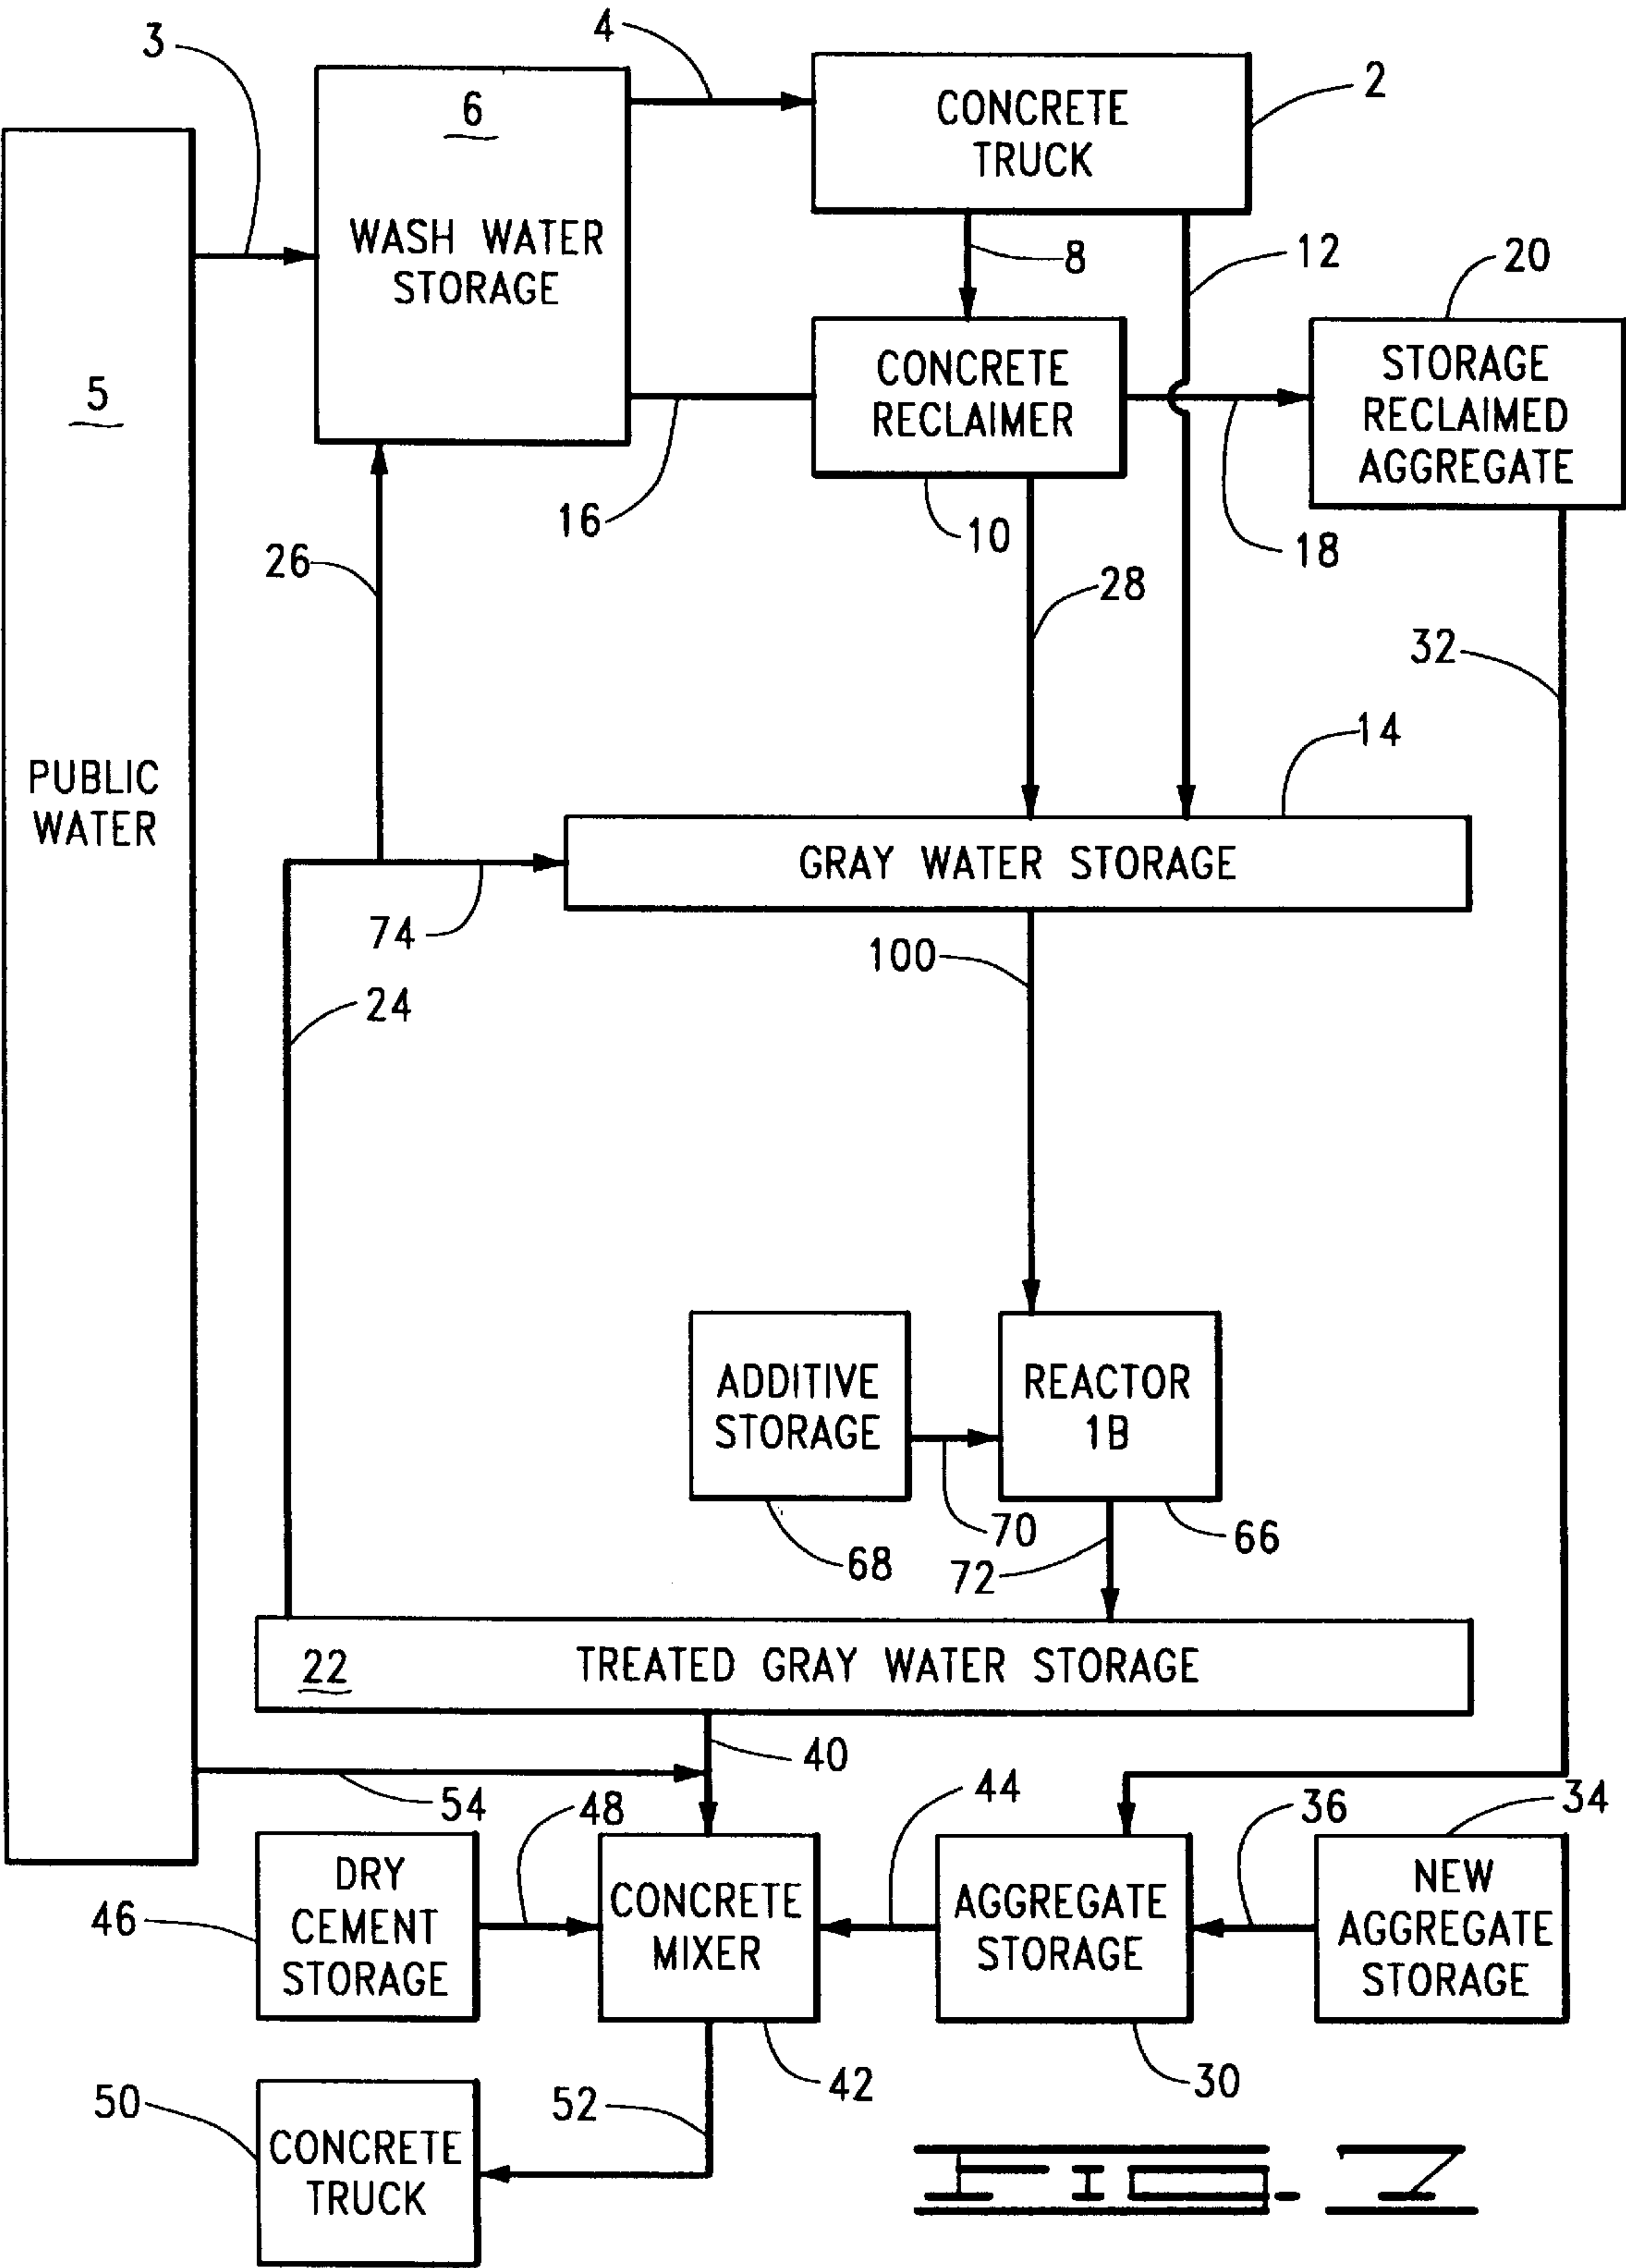 3
4
6
CONCRETE
TRUCK
2
WASH WATER
STORAGE
8
12
20
5
CONCRETE
RECLAIMER
STORAGE
RECLAIMED
AGGREGATE
16
10
18
26
28
32
14
PUBLIC
WATER
GRAY WATER STORAGE
74
100
24
ADDITIVE
STORAGE
REACTOR
1B
70
66
68
72
22
TREATED GRAY WATER STORAGE
40
54
48
44
36
34
DRY
CEMENT
STORAGE
46
CONCRETE
MIXER
AGGREGATE
STORAGE
NEW
AGGREGATE
STORAGE
50
52
42
30
CONCRETE
TRUCK
FIG. 7